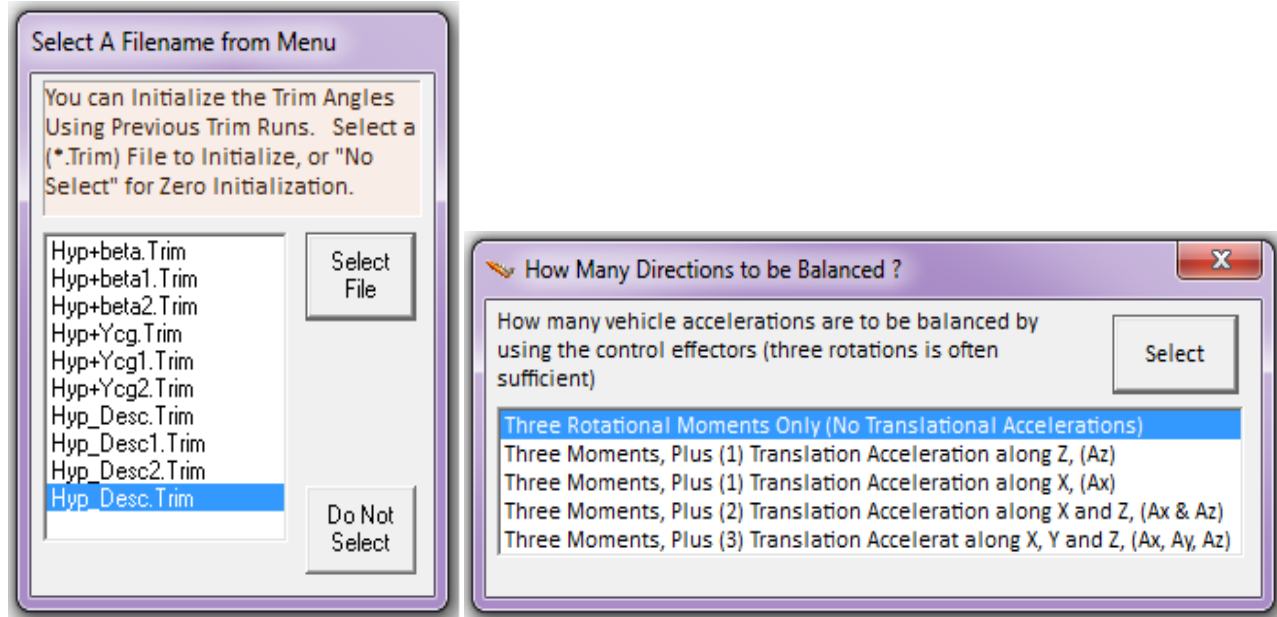 Select A Filename from Menu
You can Initialize the Trim Angles
Using Previous Trim Runs.   Select a
(*.Trim) File to Initialize, or "No
Select" for Zero Initialization.
Hyp+beta.Trim
Hyp+beta1.Trim
Hyp+beta2.Trim
Hyp+Ycg.Trim
Hyp+Ycg1.Trim
Hyp+Ycg2.Trim
Hyp_Desc.Trim
Hyp_Desc1.Trim
Hyp_Desc2.Trim
Hyp_Desc.Trim
Select
File
Do Not
Select
How Many Directions to be Balanced ?
How many vehicle accelerations are to be balanced by
using the control effectors (three rotations is often
sufficient)
Select
Three Rotational Moments Only (No Translational Accelerations)
Three Moments, Plus (1) Translation Acceleration along Z, (Az)
Three Moments, Plus (1) Translation Acceleration along X, (Ax)
Three Moments, Plus (2) Translation Acceleration along X and Z, (Ax & Az)
Three Moments, Plus (3) Translation Accelerat along X, Y and Z, (Ax, Ay, Az)